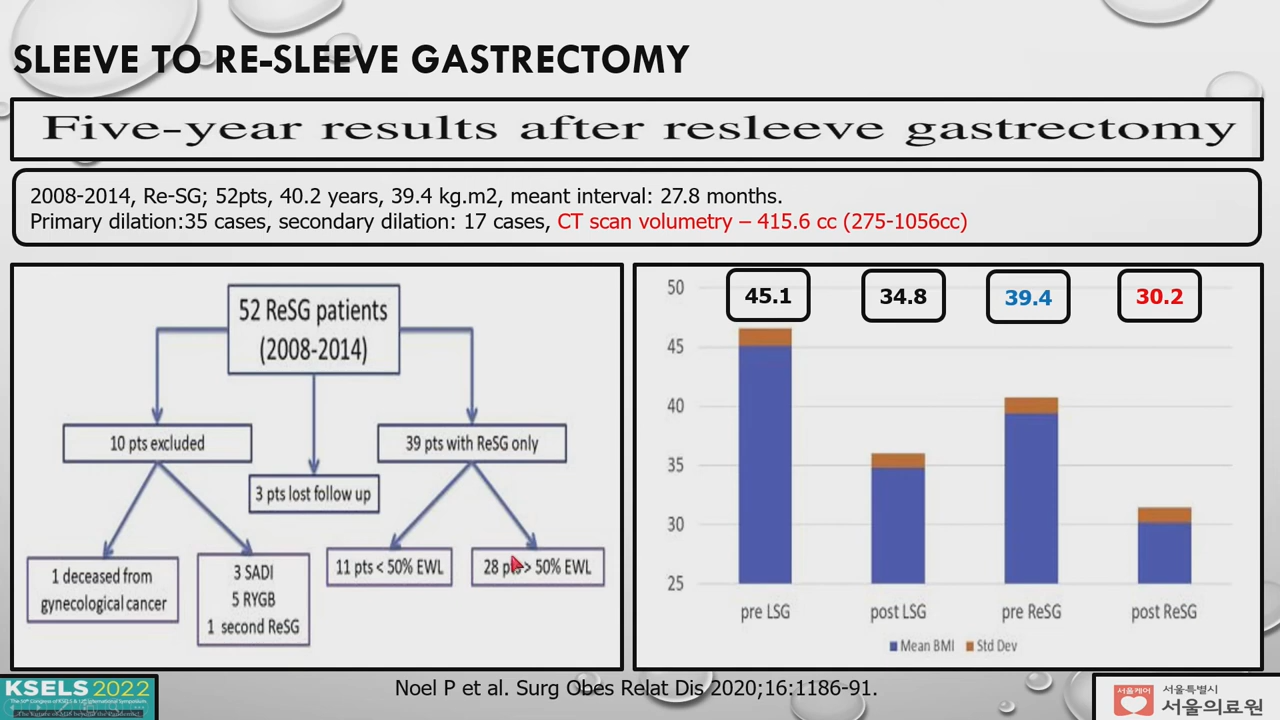 SLEEVE TO RE-SLEEVE GASTRECTOMY
Five-year results after resleeve gastrectomy
2008-2014, Re-SG; 52pts, 40.2 years, 39.4 kg.m2, meant interval: 27.8 months.
Primary dilation:35 cases, secondary dilation: 17 cases, CT scan volumetry – 415.6 cc (275-1056cc)
52 ReSG patients
(2008-2014)
10 pts excluded
39 pts with ReSG only
3 pts lost follow up
1 deceased from
gynecological cancer
3 SADI
5 RYGB
1 second ReSG
11 pts < 50% EWL
28 pts > 50% EWL
45.1
34.8
39.4
30.2
50
45
40
35
30
25
pre LSG
post LSG
pre ReSG
post ReSG
Mean BMI
Std Dev
Noel P et al. Surg Obes Relat Dis 2020;16:1186-91.
KSELS 2022
서울케어
서울특별시
서울의료원